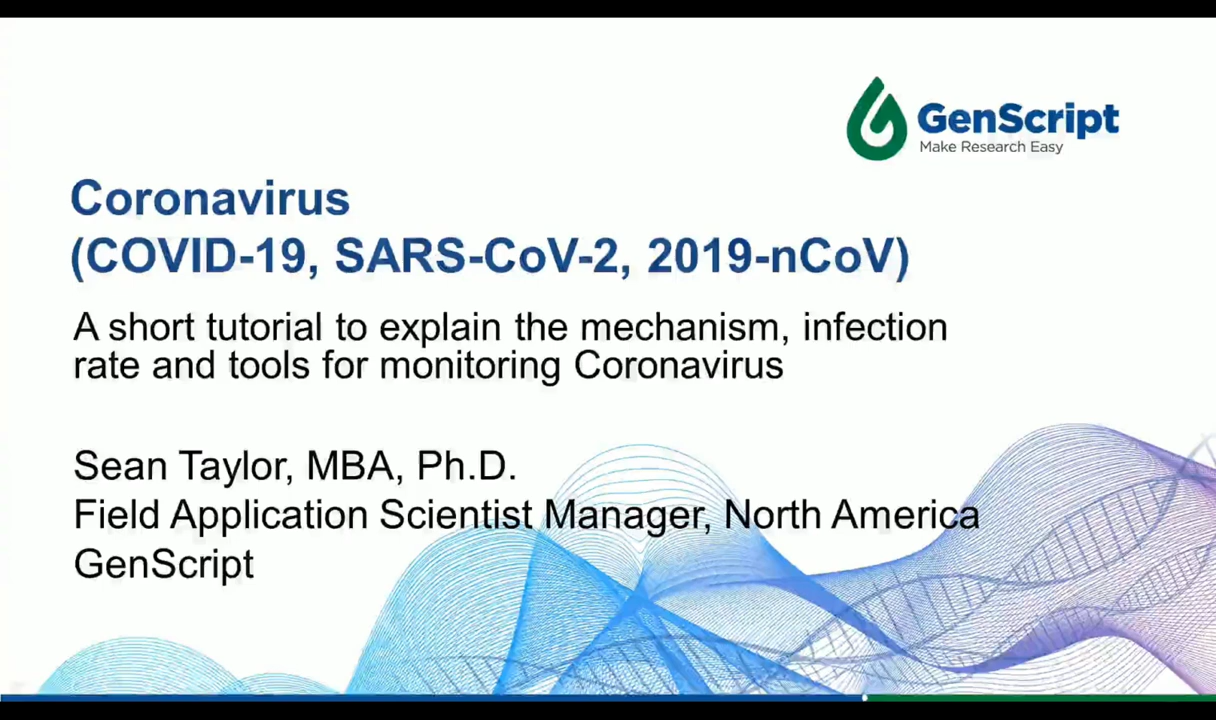 GenScript
Make Research Easy
Coronavirus
(COVID-19, SARS-CoV-2, 2019-nCoV)
A short tutorial to explain the mechanism, infection
rate and tools for monitoring Coronavirus
Sean Taylor, MBA, Ph.D.
Field Application Scientist Manager, North America
GenScript